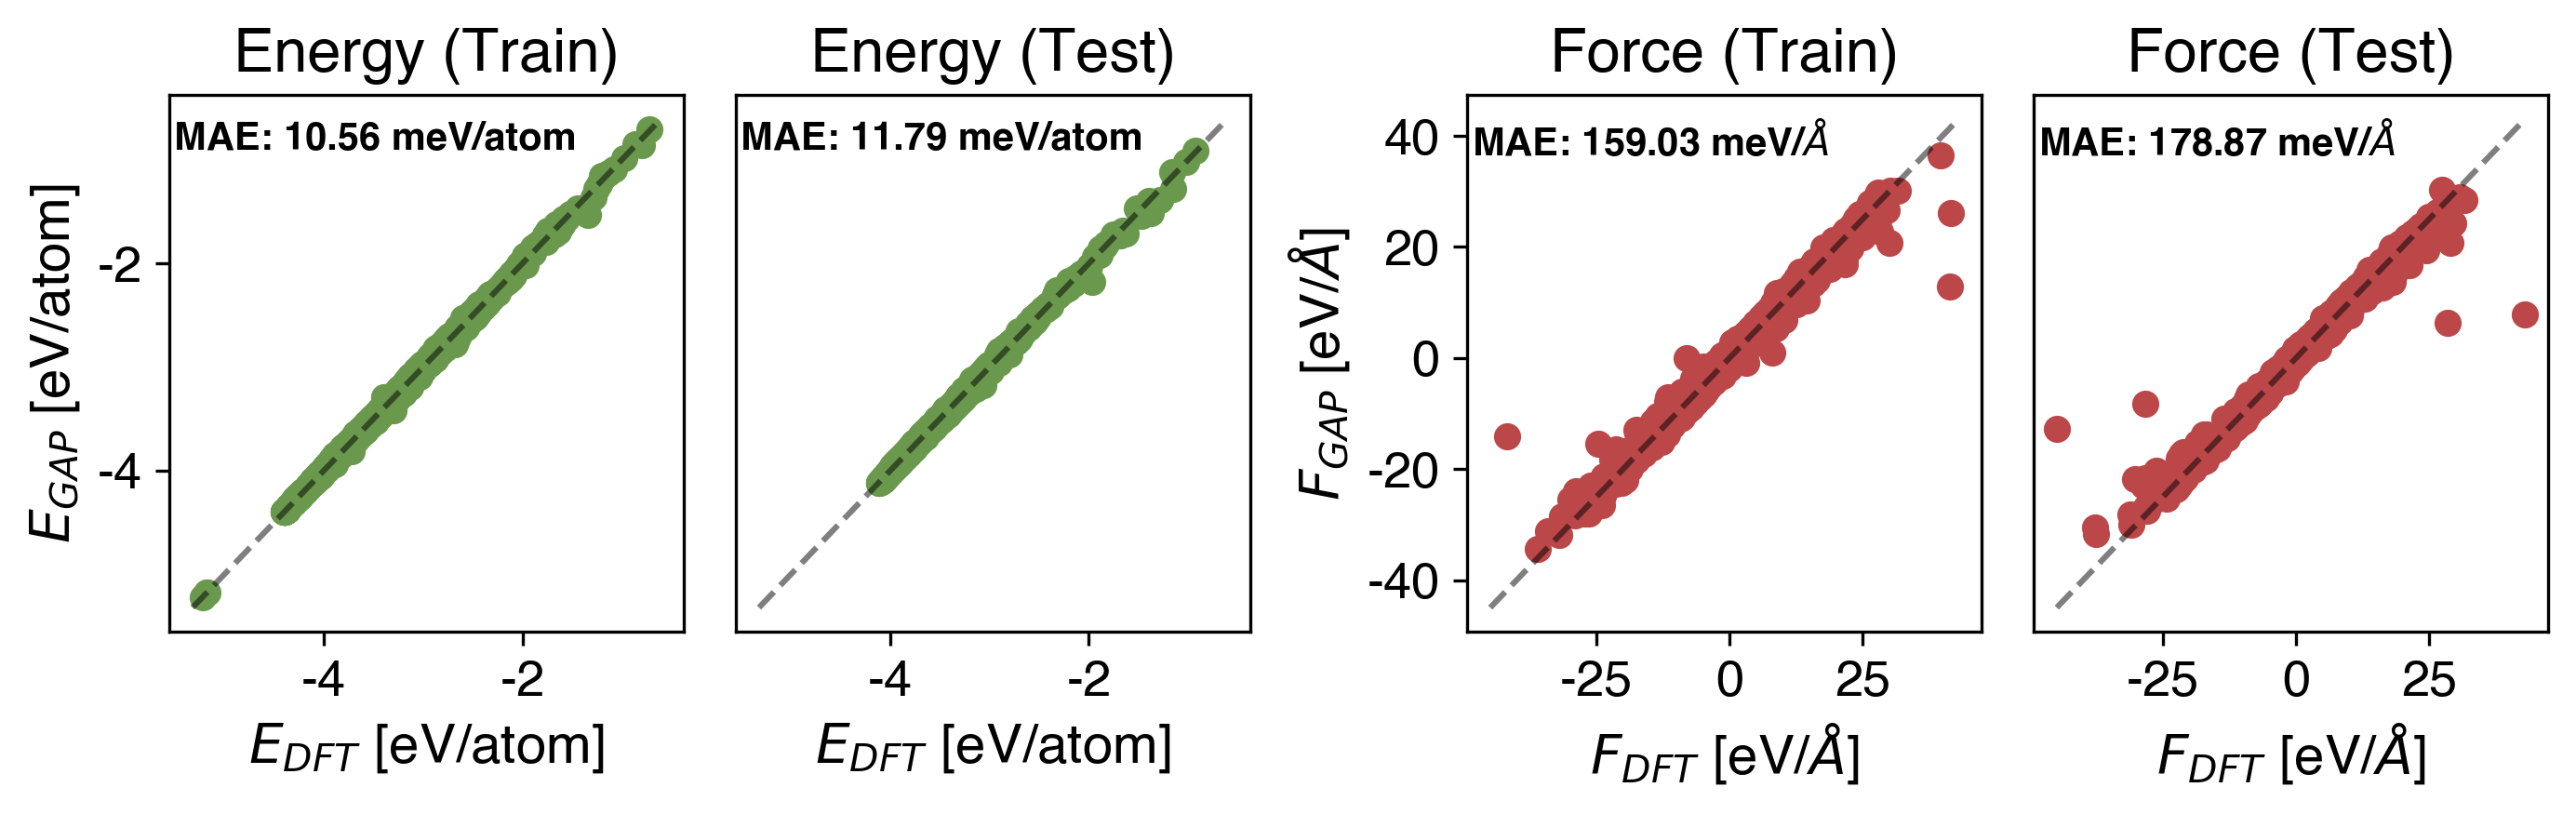 Energy (Train)
MAE: 10.56 meV/atom
E_GAP [eV/atom]
-2
-4
-4 -2
E_DFT [eV/atom]
Energy (Test)
MAE: 11.79 meV/atom
-4 -2
E_DFT [eV/atom]
Force (Train)
MAE: 159.03 meV/Å
F_GAP [eV/Å]
40
20
0
-20
-40
-25 0 25
F_DFT [eV/Å]
Force (Test)
MAE: 178.87 meV/Å
-25 0 25
F_DFT [eV/Å]